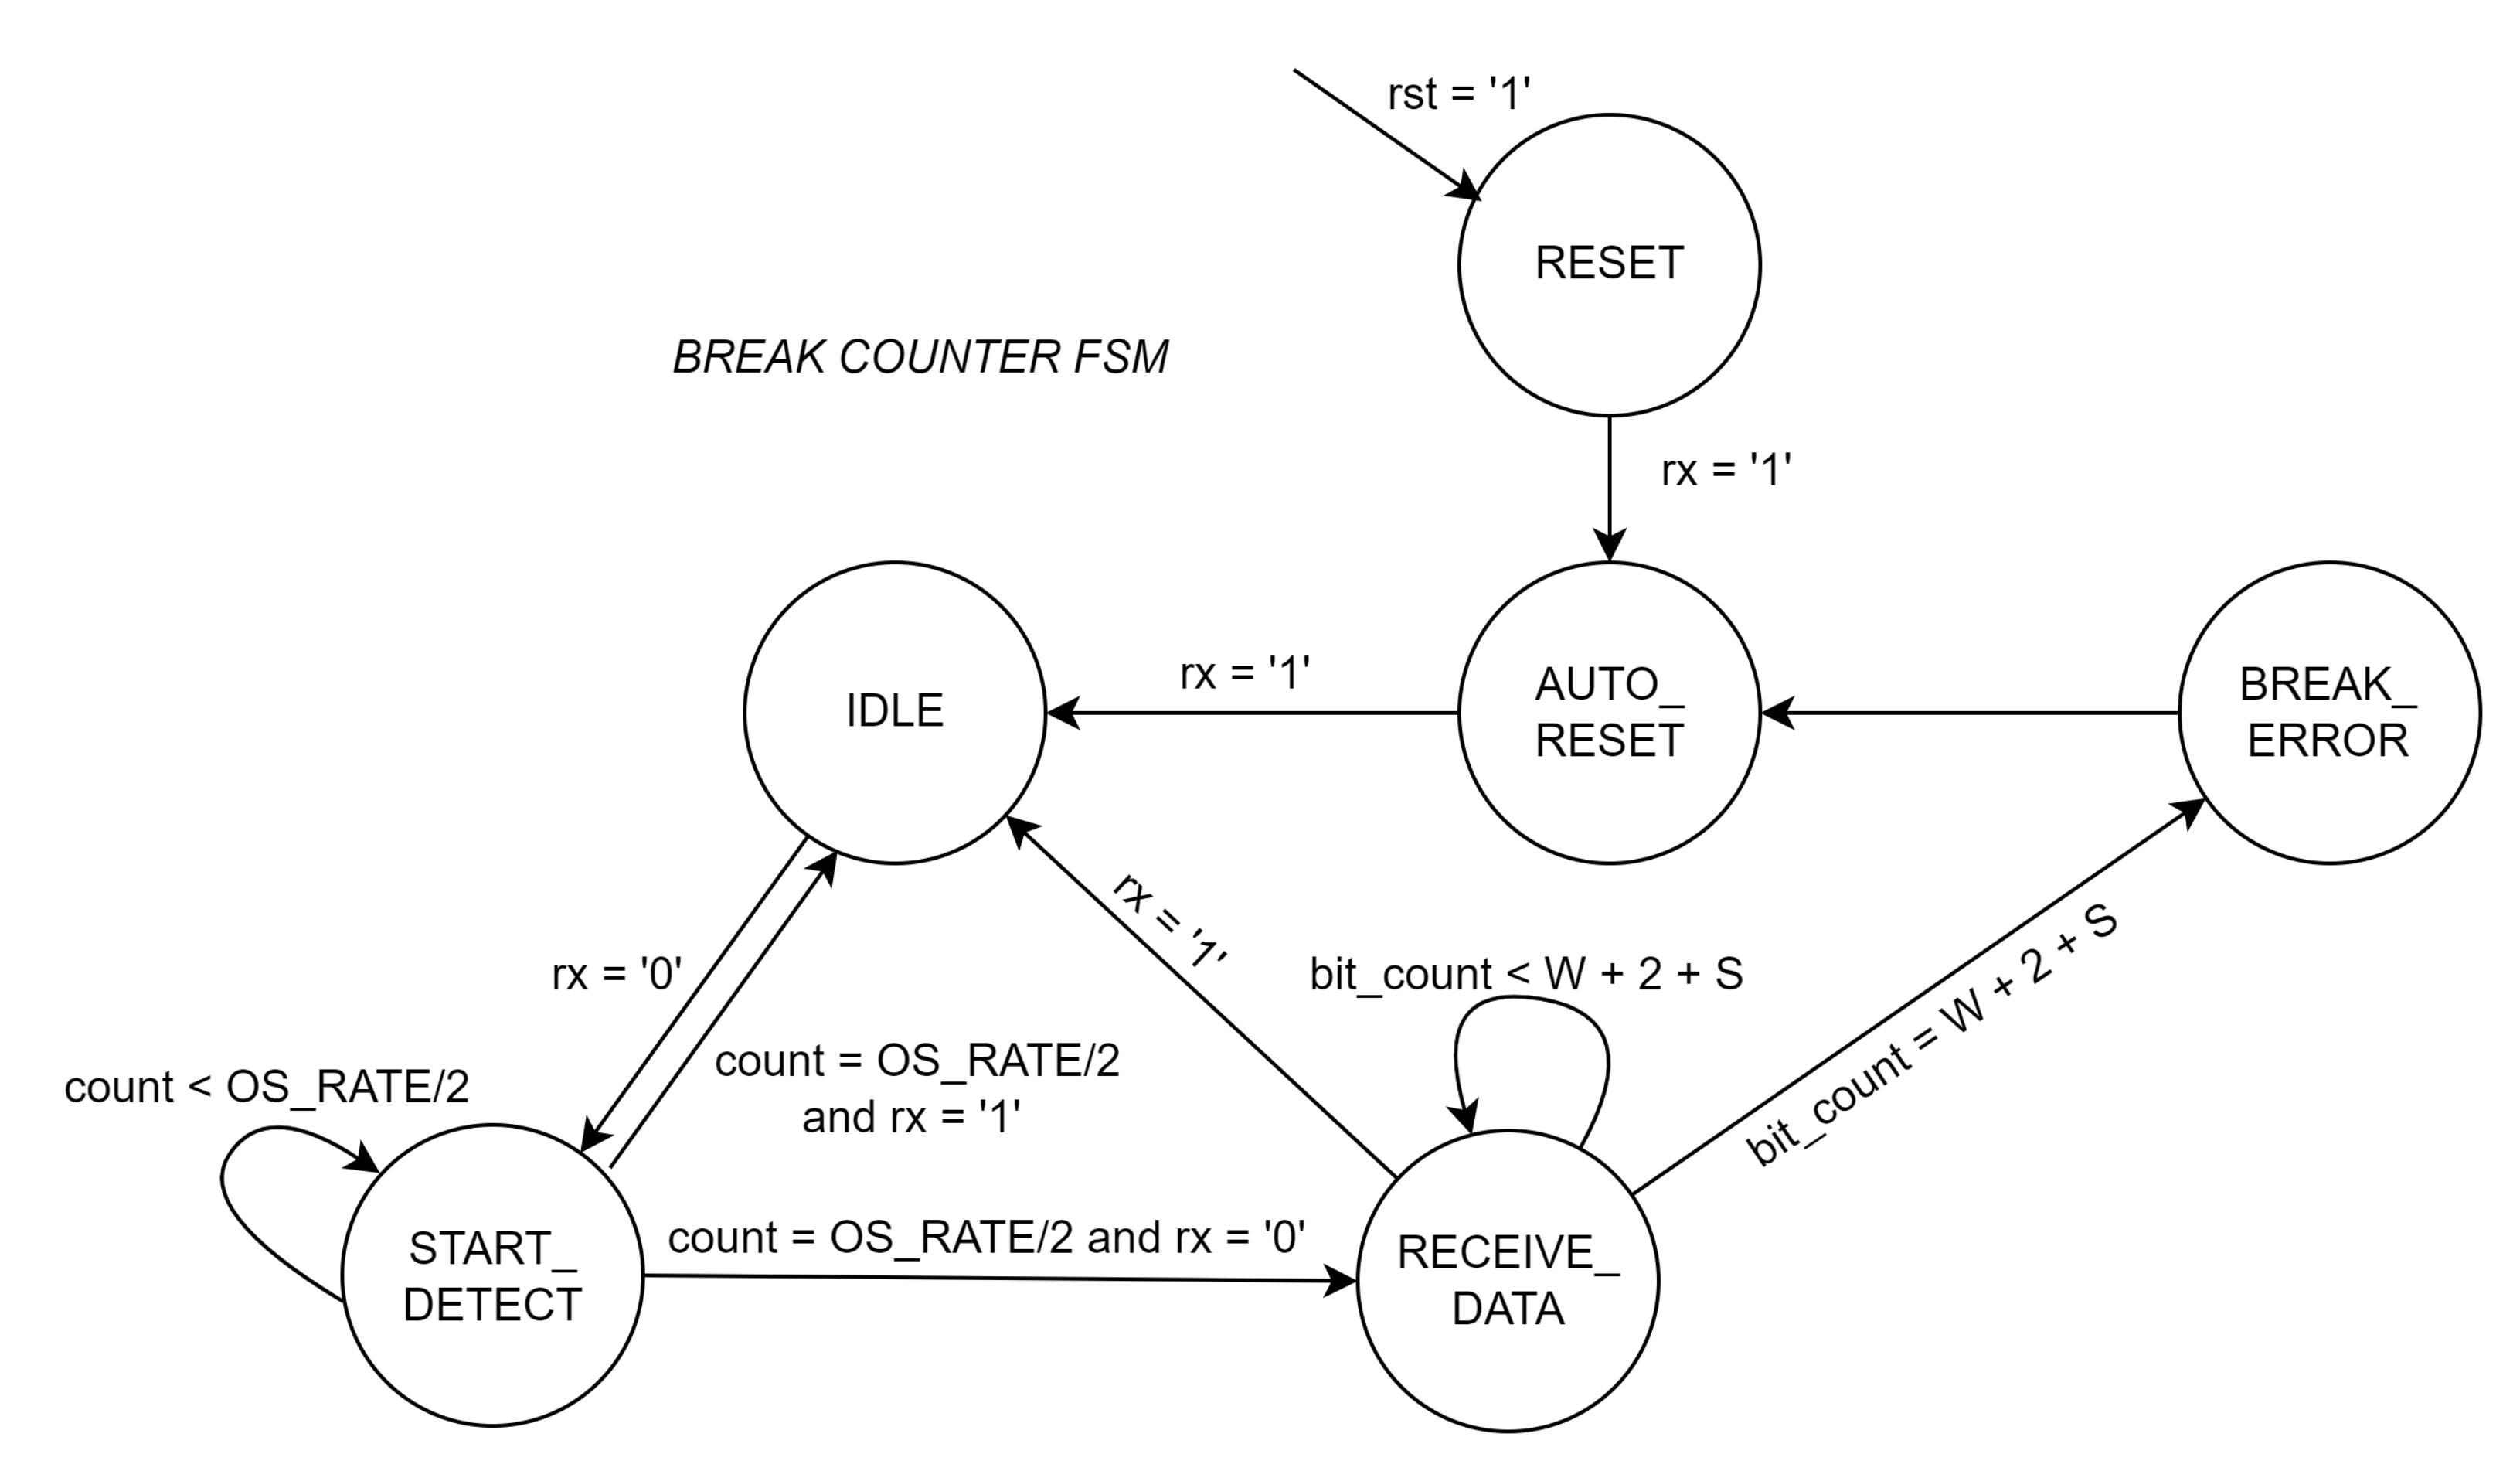 rst = '1'
RESET
BREAK COUNTER FSM
rx = '1'
IDLE
rx = '1'
AUTO_
RESET
BREAK_
ERROR
rx = '1'
rx = '0'
bit_count < W + 2 + S
bit_count = W + 2 + S
count = OS_RATE/2
and rx = '1'
count < OS_RATE/2
START_
DETECT
count = OS_RATE/2 and rx = '0'
RECEIVE_
DATA